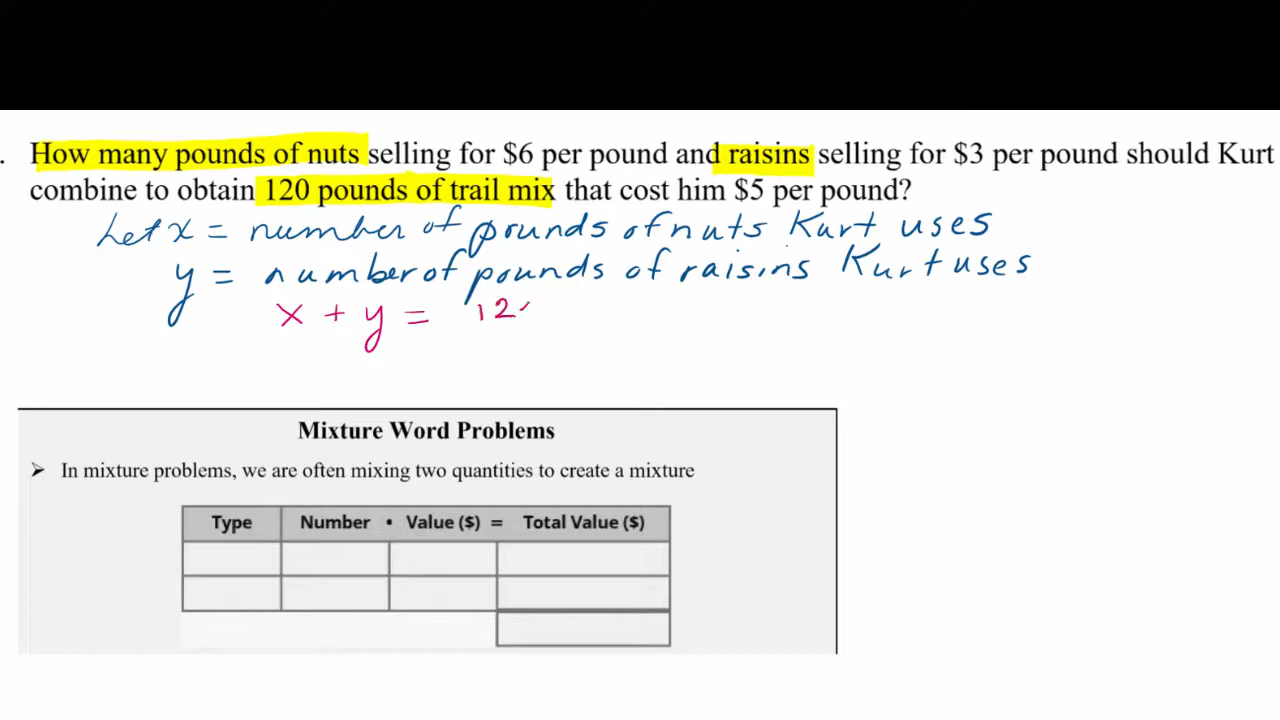 . How many pounds of nuts selling for $6 per pound and raisins selling for $3 per pound should Kurt
combine to obtain 120 pounds of trail mix that cost him $5 per pound?
Let x = number of pounds of nuts Kurt uses
y = number of pounds of raisins Kurt uses
x + y = 12
Mixture Word Problems
➢ In mixture problems, we are often mixing two quantities to create a mixture
Type Number • Value ($) = Total Value ($)